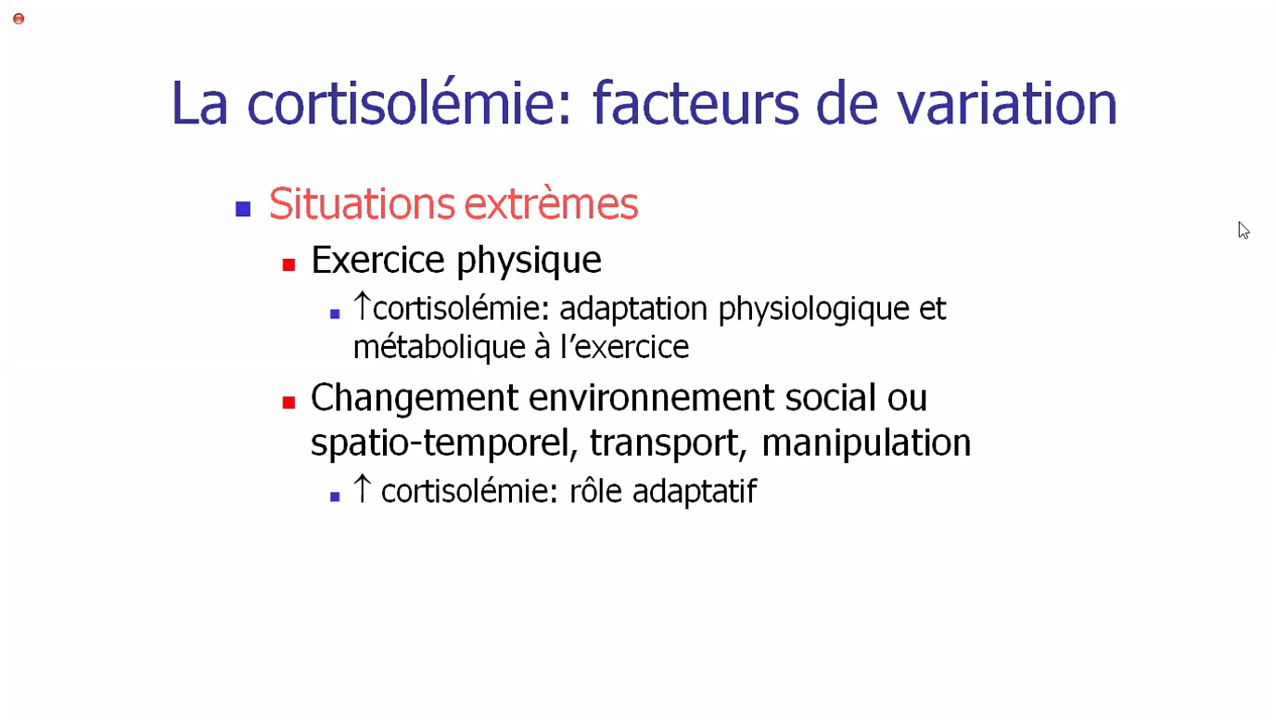 La cortisolémie: facteurs de variation
Situations extrèmes
Exercice physique
↑cortisolémie: adaptation physiologique et
métabolique à l’exercice
Changement environnement social ou
spatio-temporel, transport, manipulation
↑ cortisolémie: rôle adaptatif